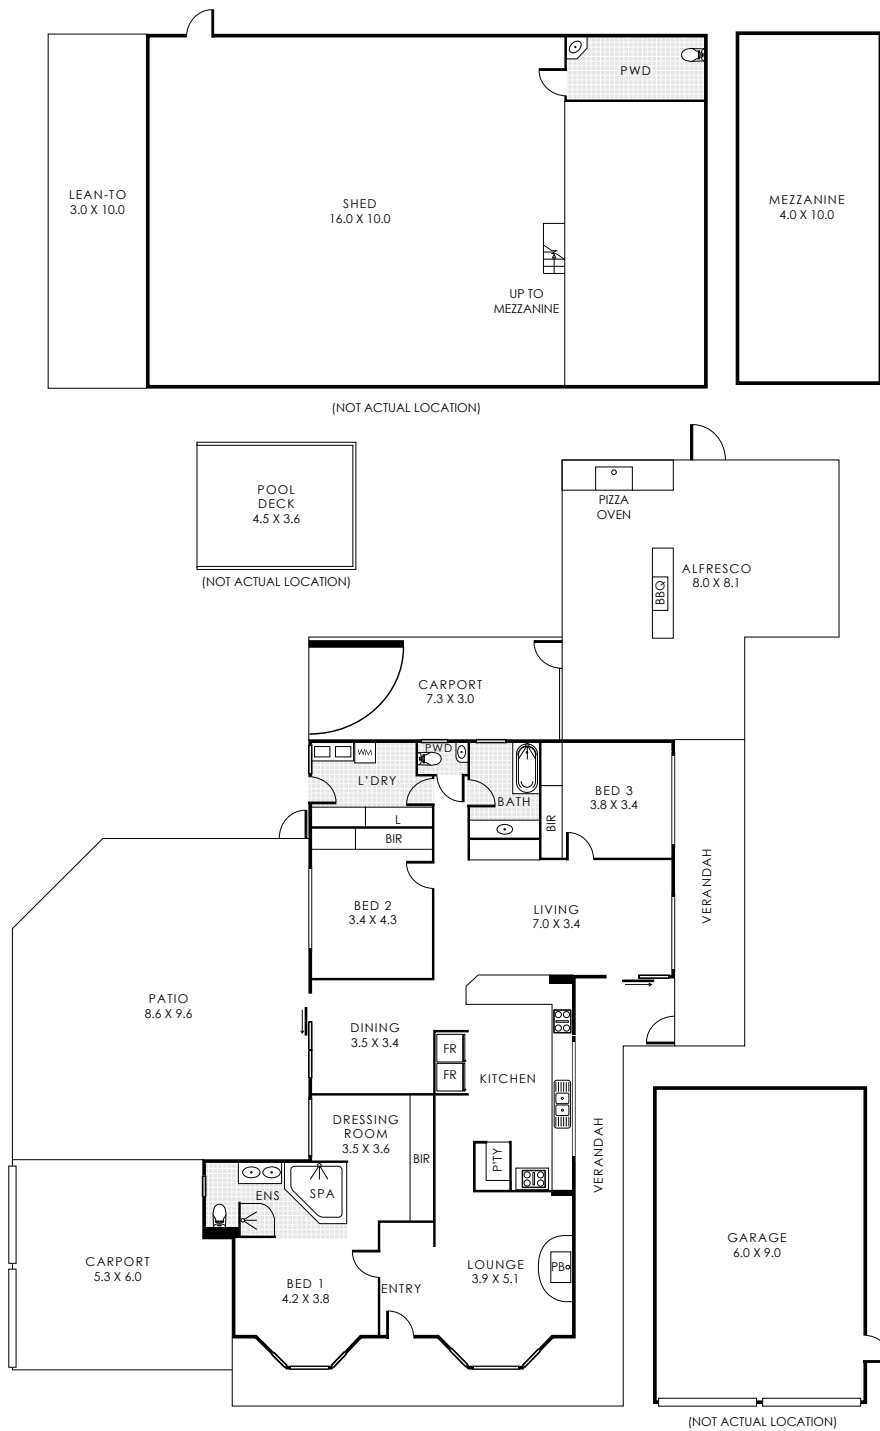 PWD
LEAN-TO
3.0 X 10.0
SHED
16.0 X 10.0
MEZZANINE
4.0 X 10.0
UP TO
MEZZANINE
(NOT ACTUAL LOCATION)
POOL
DECK
4.5 X 3.6
(NOT ACTUAL LOCATION)
PIZZA
OVEN
ALFRESCO
8.0 X 8.1
BBQ
CARPORT
7.3 X 3.0
WM
PWD
L'DRY
BATH
BED 3
3.8 X 3.4
L
BIR
BIR
BED 2
3.4 X 4.3
LIVING
7.0 X 3.4
VERANDAH
PATIO
8.6 X 9.6
DINING
3.5 X 3.4
FR
FR
KITCHEN
DRESSING
ROOM
3.5 X 3.6
BIR
P'TY
VERANDAH
ENS
SPA
CARPORT
5.3 X 6.0
BED 1
4.2 X 3.8
ENTRY
LOUNGE
3.9 X 5.1
PB
GARAGE
6.0 X 9.0
(NOT ACTUAL LOCATION)